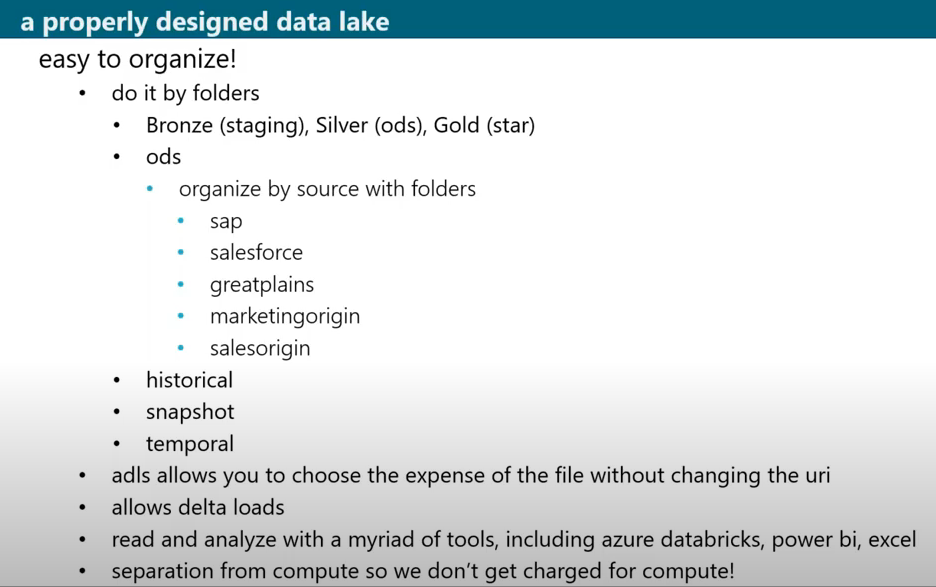 a properly designed data lake
easy to organize!
• do it by folders
• Bronze (staging), Silver (ods), Gold (star)
• ods
• organize by source with folders
• sap
• salesforce
• greatplains
• marketingorigin
• salesorigin
• historical
• snapshot
• temporal
• adls allows you to choose the expense of the file without changing the uri
• allows delta loads
• read and analyze with a myriad of tools, including azure databricks, power bi, excel
• separation from compute so we don't get charged for compute!